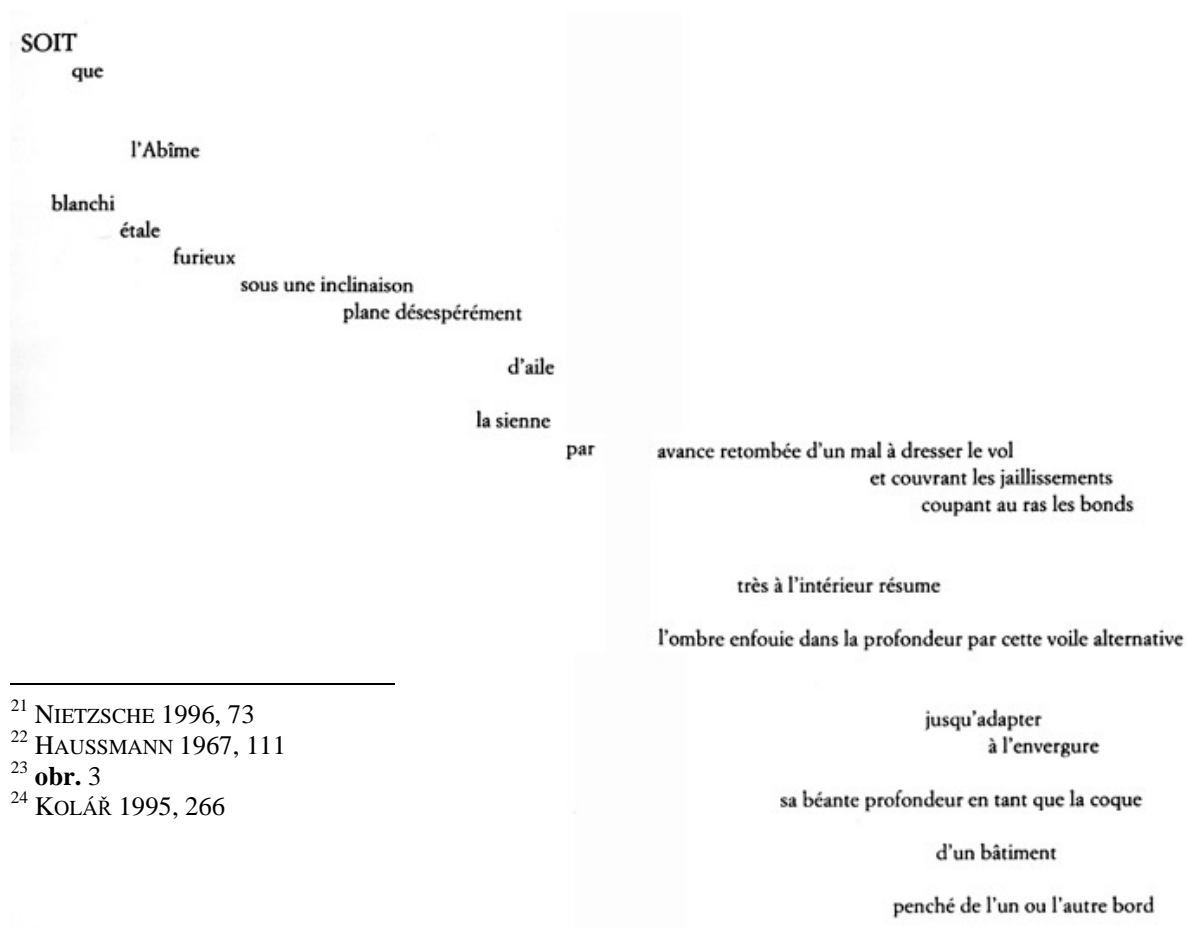 SOIT
que
l'Abîme
blanchi
étale
furieux
sous une inclinaison
plane désespérément
d'aile
la sienne
par avance retombée d'un mal à dresser le vol
et couvrant les jaillissements
coupant au ras les bonds
très à l'intérieur résume
l'ombre enfouie dans la profondeur par cette voile alternative
jusqu'adapter
à l'envergure
sa béante profondeur en tant que la coque
d'un bâtiment
penché de l'un ou l'autre bord
21 NIETZSCHE 1996, 73
22 HAUSSMANN 1967, 111
23 obr. 3
24 KOLÁŘ 1995, 266